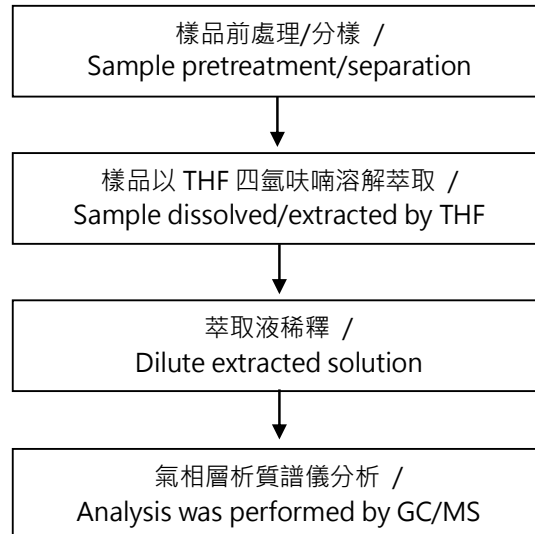 樣品前處理/分樣 /
Sample pretreatment/separation
樣品以 THF 四氫呋喃溶解萃取 /
Sample dissolved/extracted by THF
萃取液稀釋 /
Dilute extracted solution
氣相層析質譜儀分析 /
Analysis was performed by GC/MS